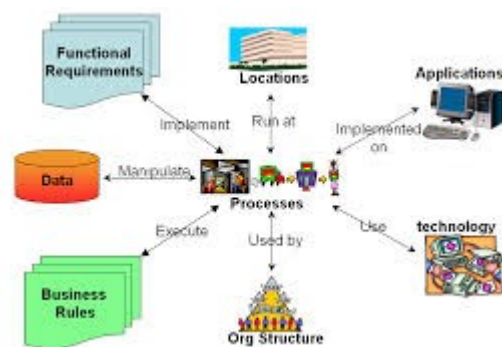 Functional
Requirements
Locations
Applications
Implement
Run at
Implemented
on
Data
Manipulate
Processes
Execute
Used by
Use
technology
Business
Rules
Org Structure